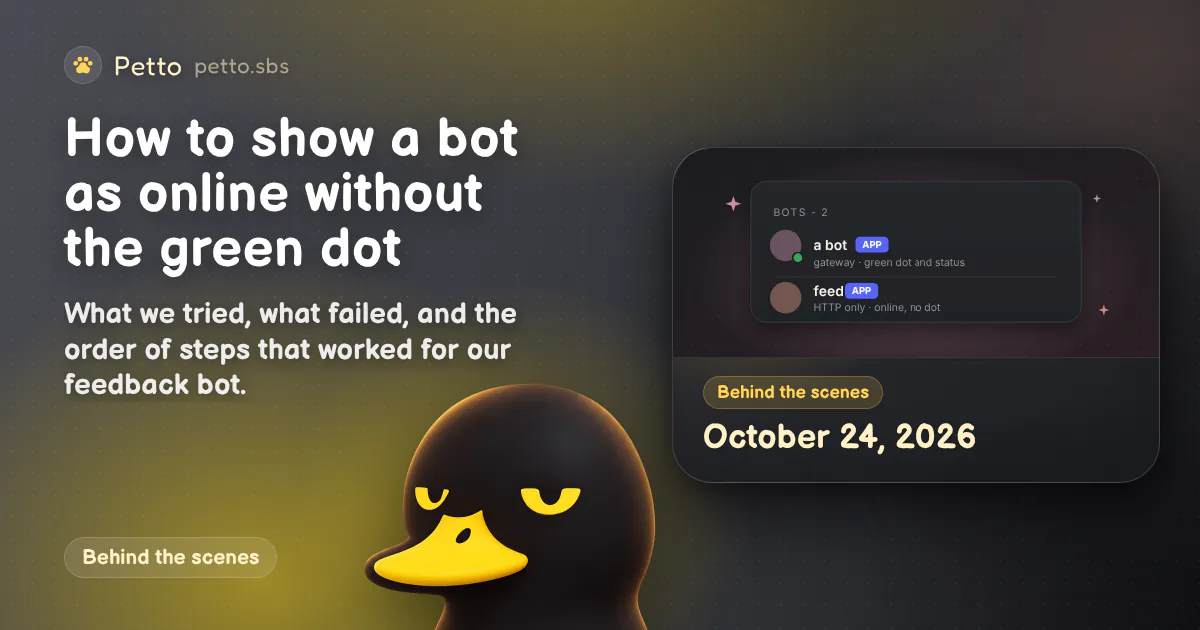 Petto petto.sbs
How to show a bot
as online without
the green dot
What we tried, what failed, and the
order of steps that worked for our
feedback bot.
Behind the scenes
BOTS - 2
a bot APP
gateway · green dot and status
feed APP
HTTP only · online, no dot
Behind the scenes
October 24, 2026